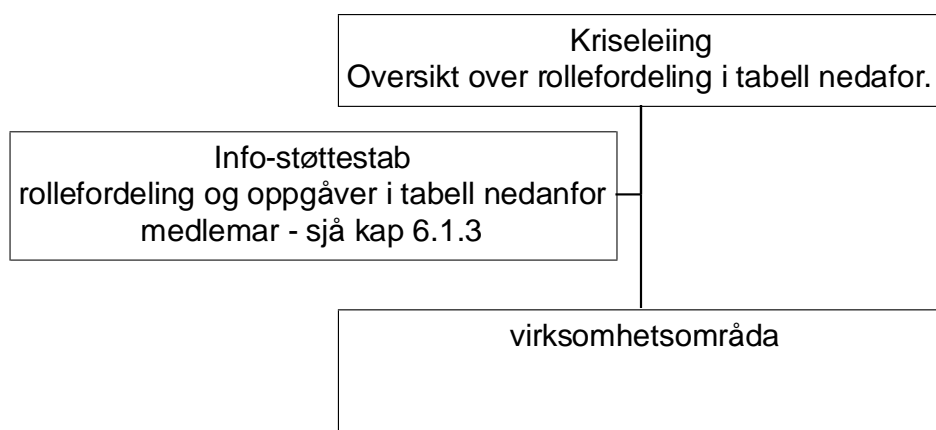 Kriseleiing
Oversikt over rollefordeling i tabell nedafor.
Info-støttestab
rollefordeling og oppgåver i tabell nedanfor
medlemar - sjå kap 6.1.3
virksomhetsområda